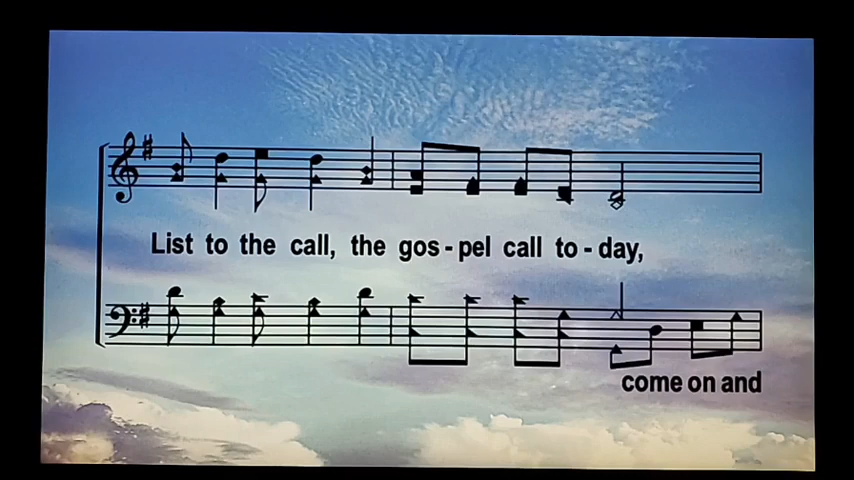 List to the call, the gos - pel call to - day,
come on and